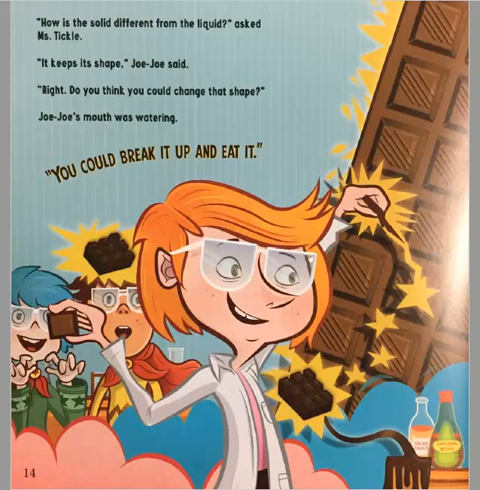 "How is the solid different from the liquid?" asked
Ms. Tickle.
"It keeps its shape," Joe-Joe said.
"Right. Do you think you could change that shape?"
Joe-Joe's mouth was watering.
"YOU COULD BREAK IT UP AND EAT IT."
14